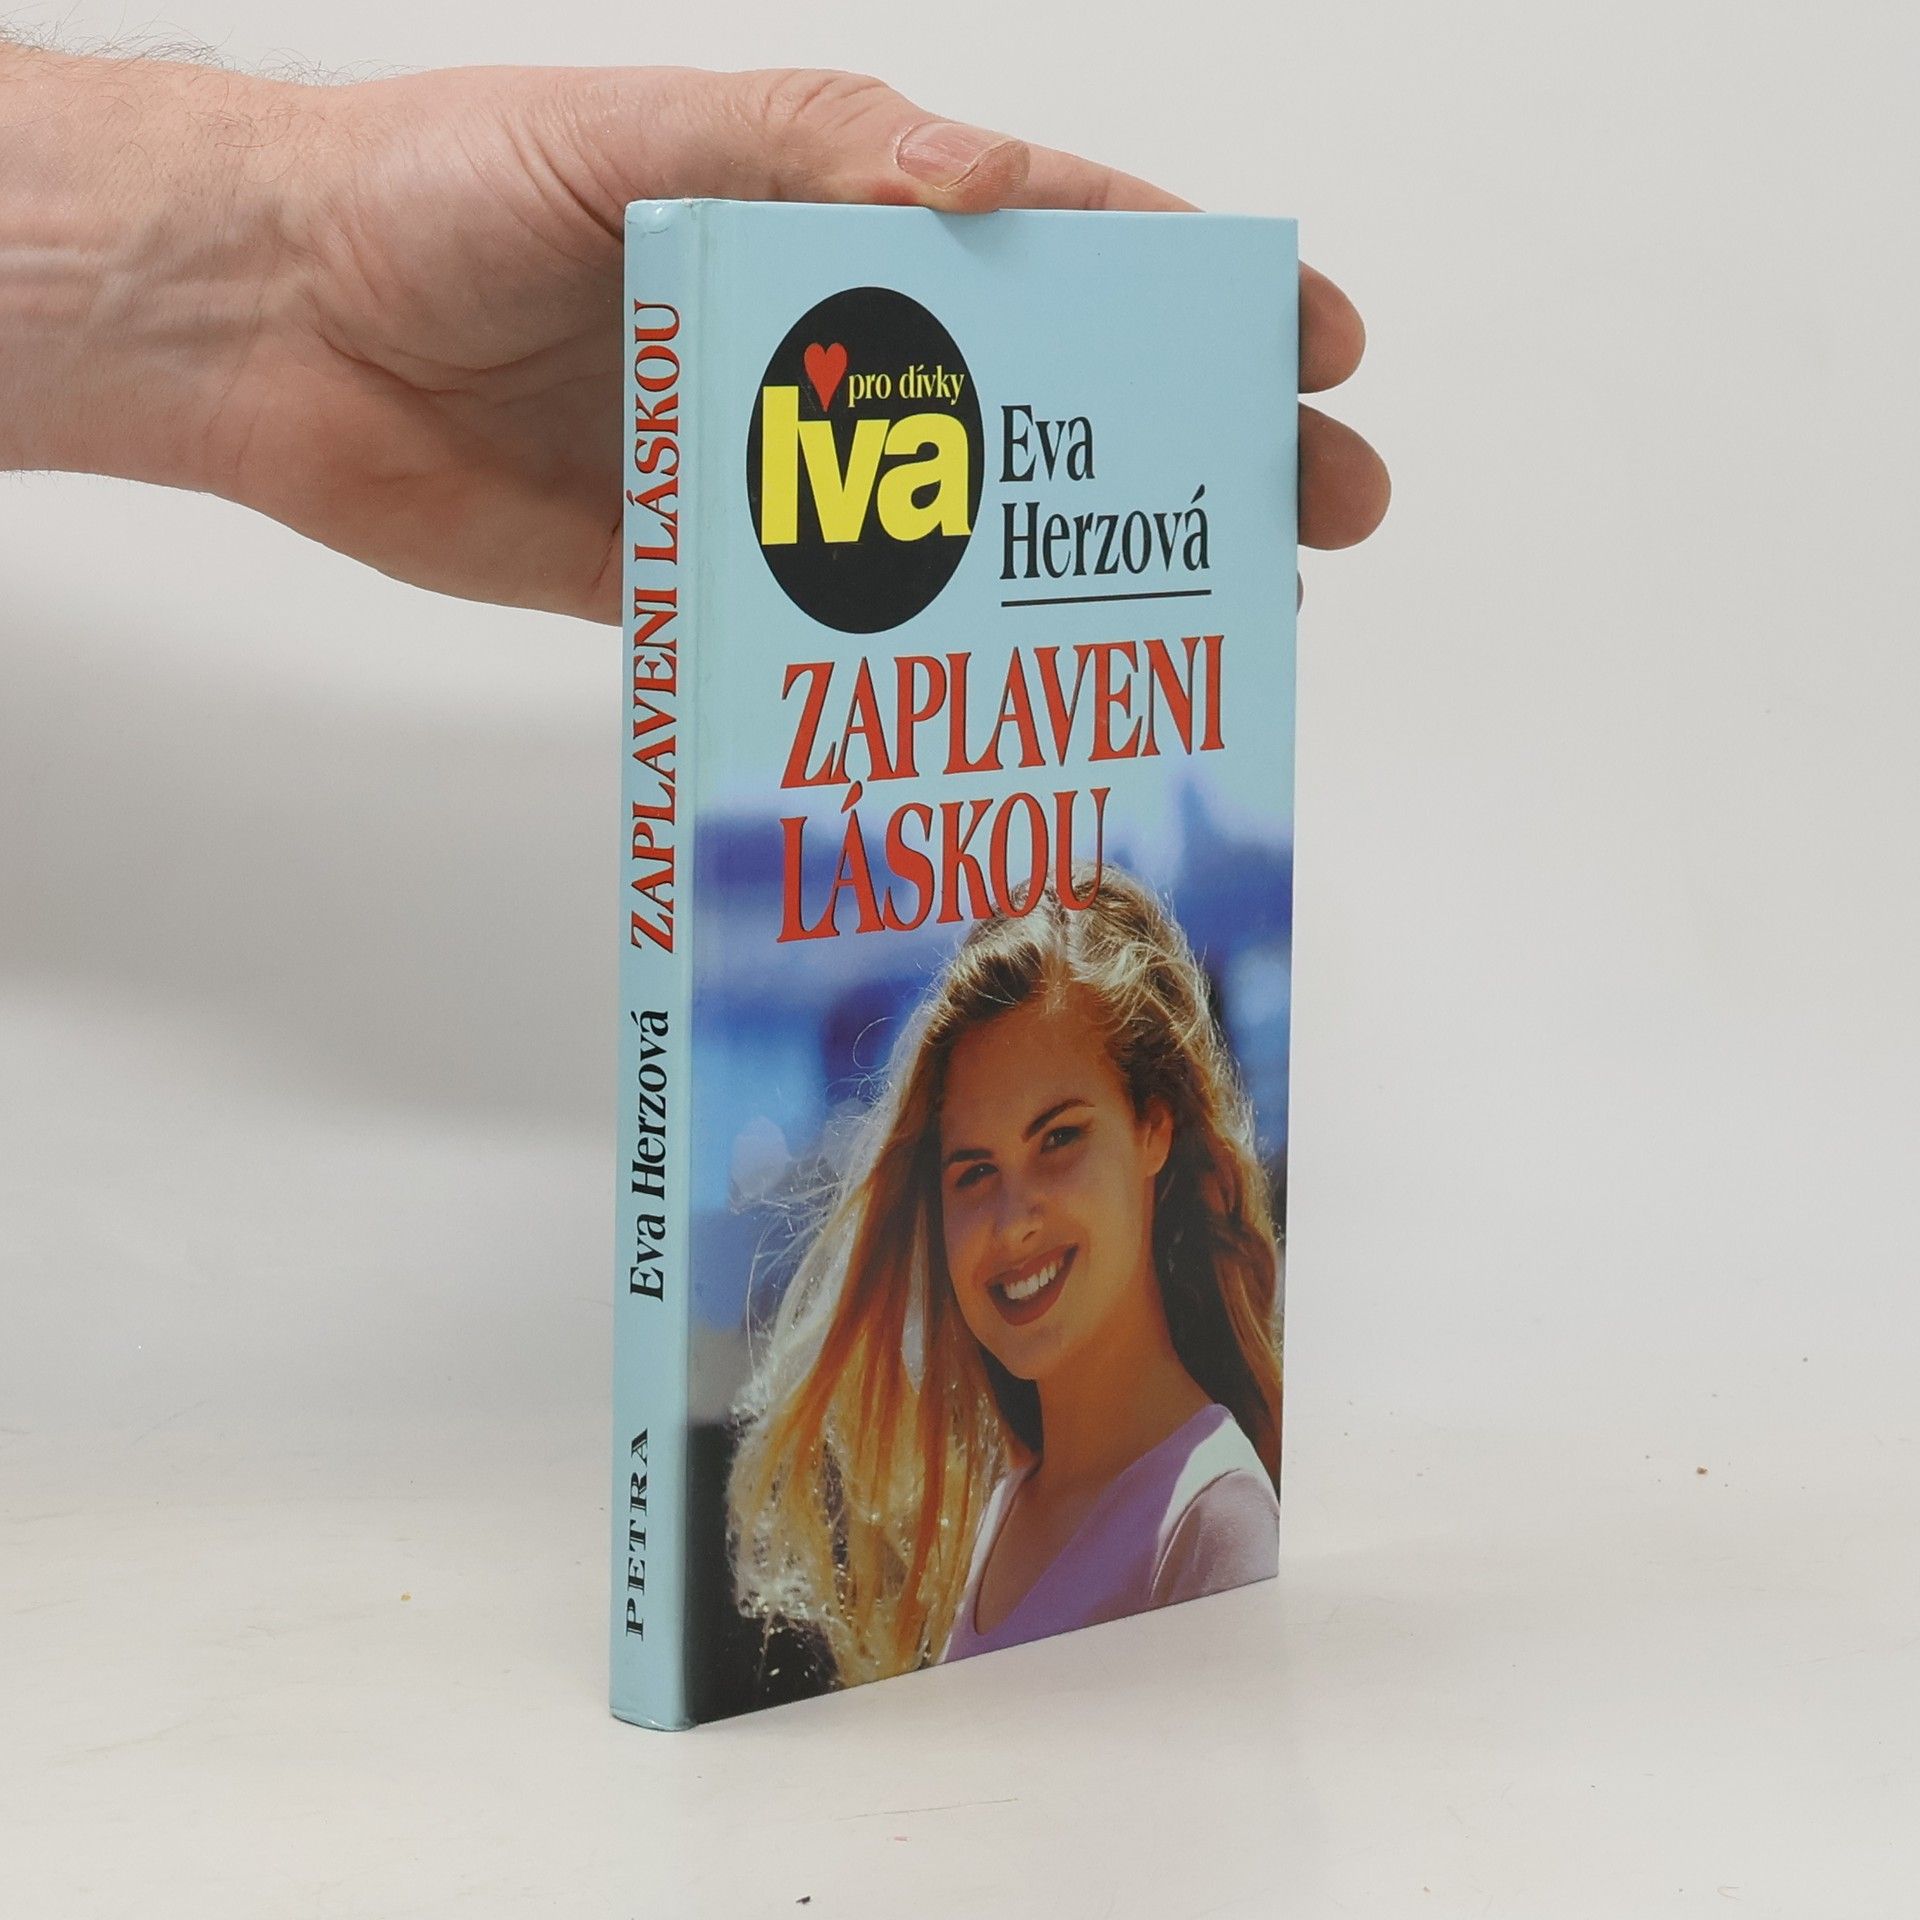 pro dívky
Iva
Eva
Herzová
ZAPLAVENI
LÁSKOU
PETRA Eva Herzová ZAPLAVENI LÁSKOU